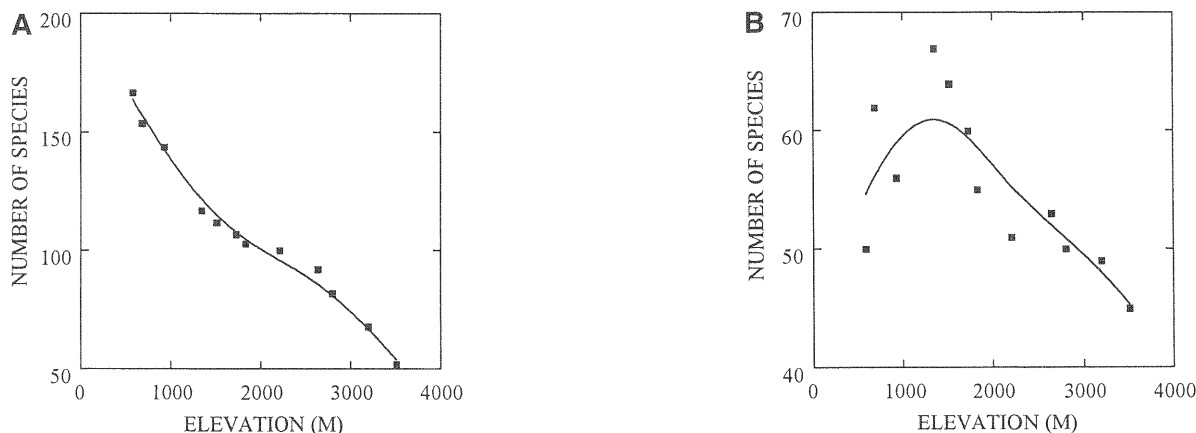 A
200
150
100
50
NUMBER OF SPECIES
0 1000 2000 3000 4000
ELEVATION (M)
B
70
60
50
40
NUMBER OF SPECIES
0 1000 2000 3000 4000
ELEVATION (M)